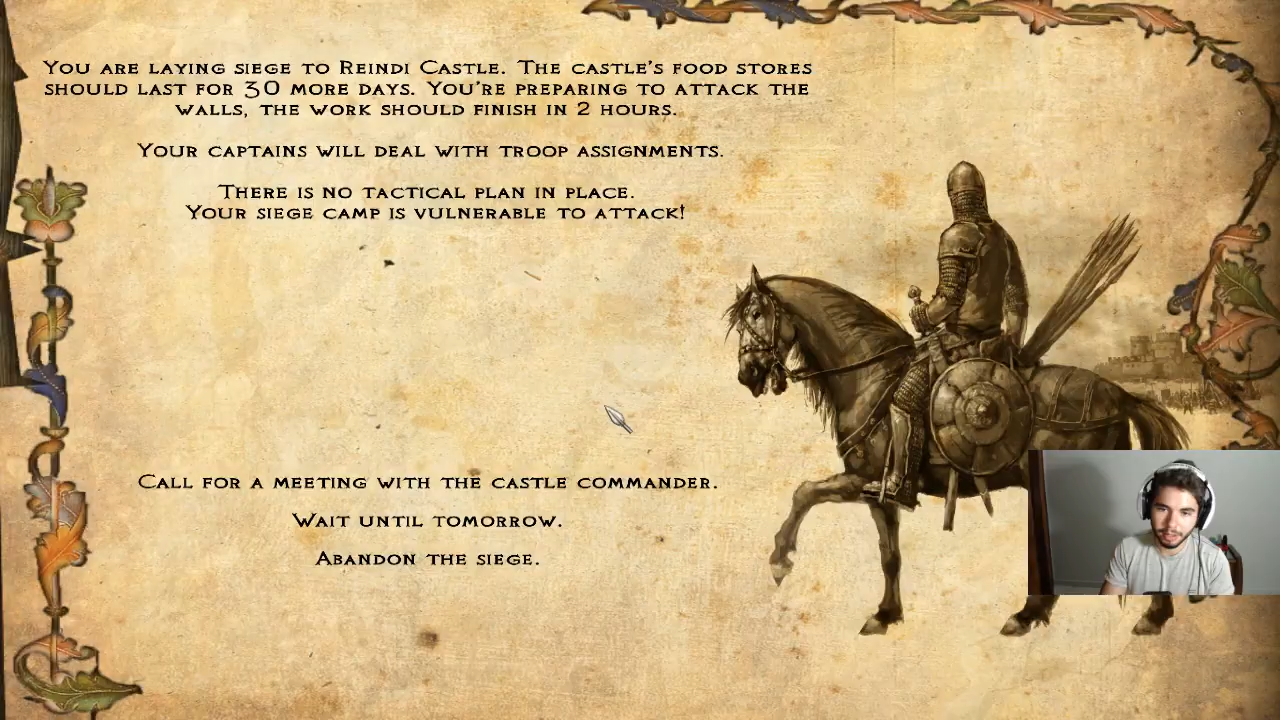 You are laying siege to Reindi Castle. The castle's food stores
should last for 30 more days. You're preparing to attack the
walls, the work should finish in 2 hours.
Your captains will deal with troop assignments.
There is no tactical plan in place.
Your siege camp is vulnerable to attack!
Call for a meeting with the castle commander.
Wait until tomorrow.
Abandon the siege.